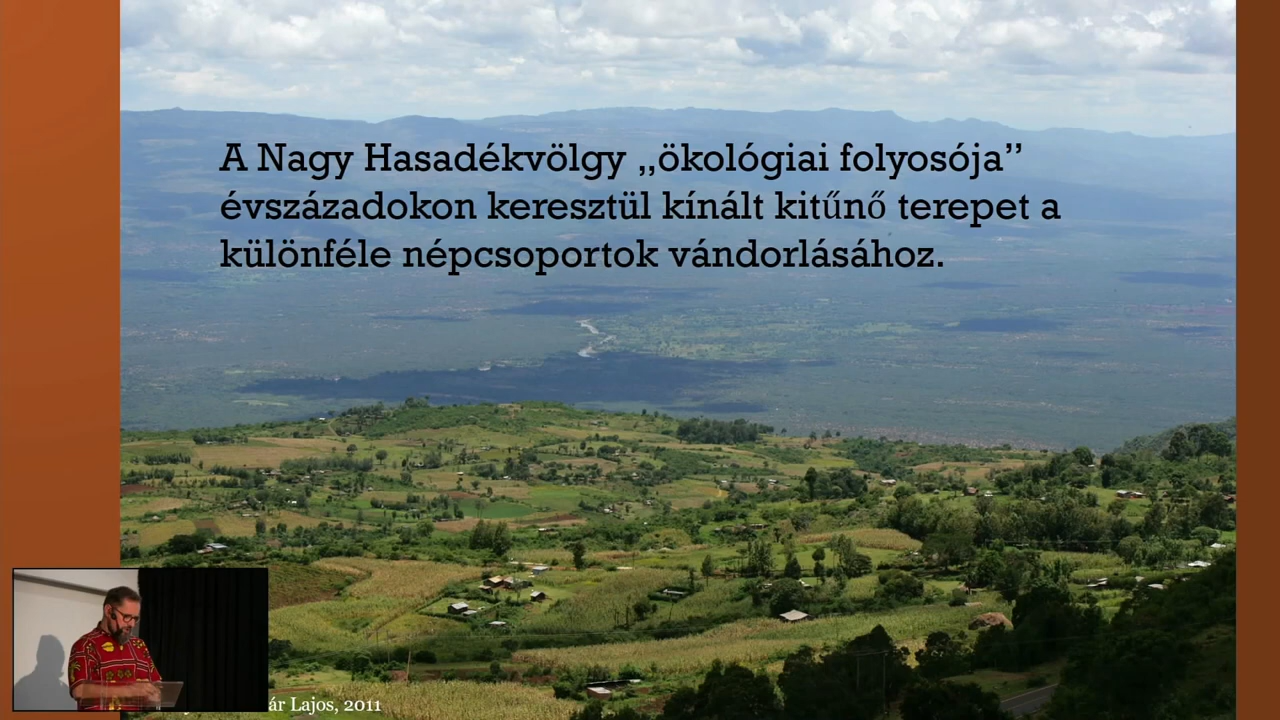 A Nagy Hasadékvölgy „ökológiai folyosója”
évszázadokon keresztül kínált kitűnő terepet a
különféle népcsoportok vándorlásához.
Lajos, 2011